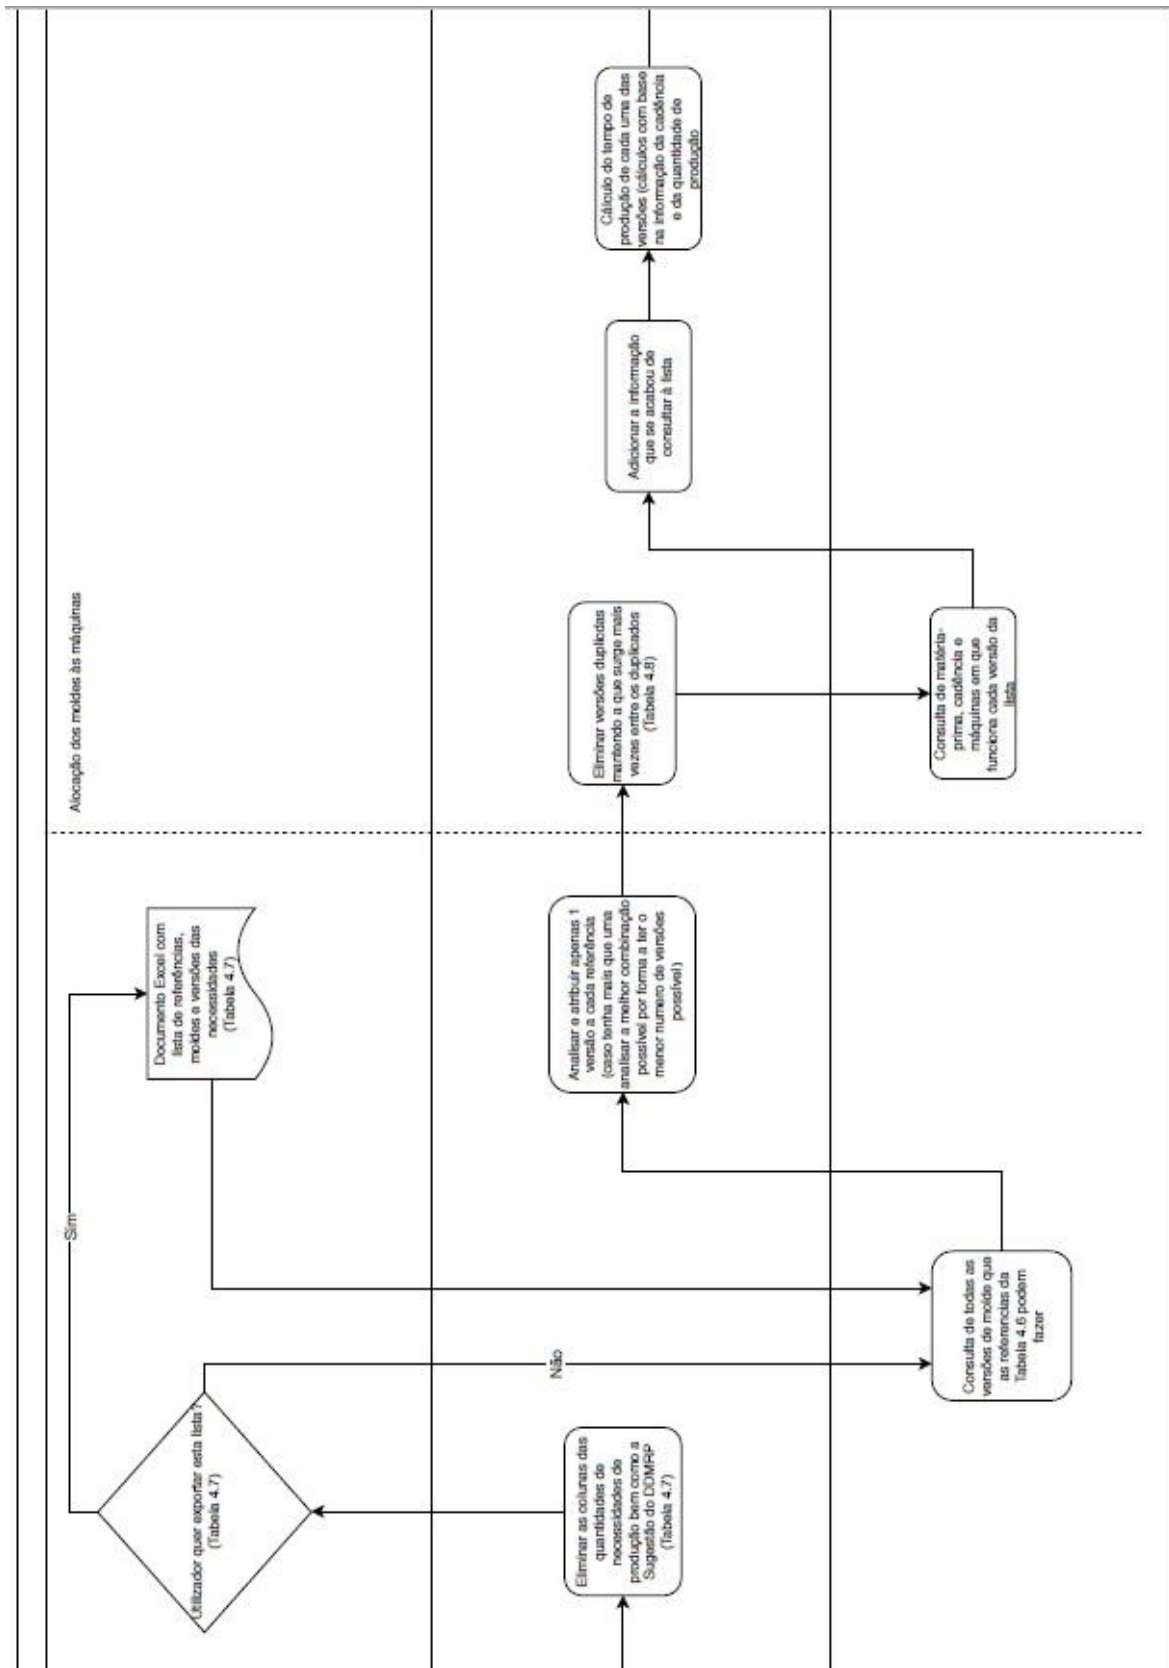 Utilizador quer exportar esta lista?
(Tabela 4.7)
Sim
Não
Documento Excel com
lista de referências,
moldes e versões das
necessidades
(Tabela 4.7)
Alocação dos moldes às máquinas
Eliminar as colunas das
quantidades de
necessidades de
produção bem como a
Sugestão do DDMRP
(Tabela 4.7)
Consulta de todas as
versões de molde que
as referencias da
Tabela 4.6 podem
fazer
Analisar e atribuir apenas 1
versão a cada referência
(caso tenha mais que uma
analisar a melhor combinação
possível por forma a ter o
menor numero de versões
possível)
Eliminar versões duplicdas
mantendo a que surge mais
vezes entre os duplicados
(Tabela 4.8)
Consulta de matéria-
prima, cadência e
máquinas em que
funciona cada versão da
lista
Adicionar a informação
que se acabou de
consultar à lista
Cálculo do tempo de
produção de cada uma das
versões (cálculos com base
na informação da cadência
e da quantidade de
produção